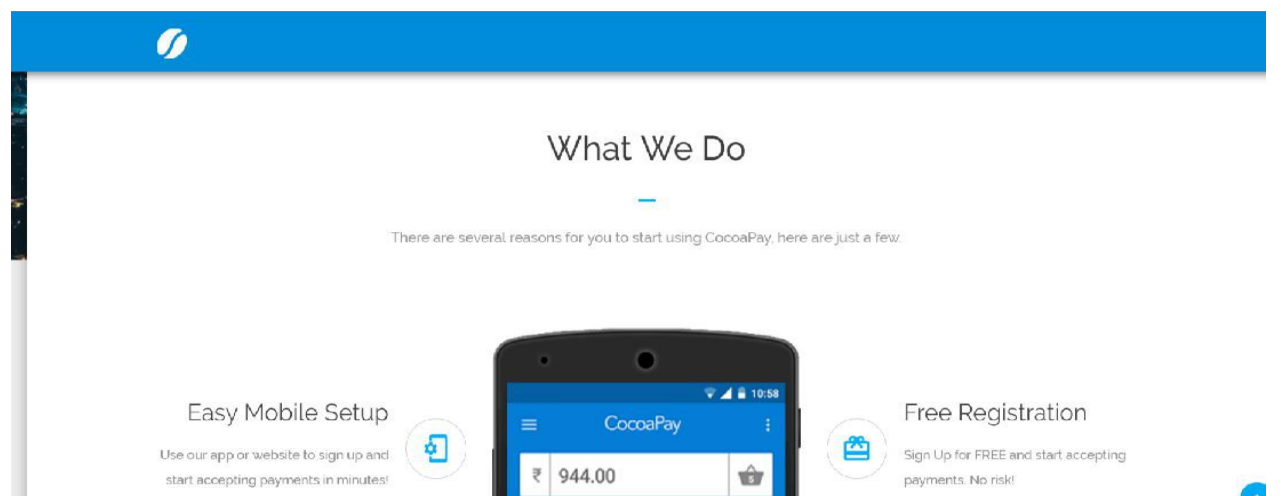 What We Do
There are several reasons for you to start using CocoaPay, here are just a few.
Easy Mobile Setup
Use our app or website to sign up and
start accepting payments in minutes!
10:58
CocoaPay
₹ 944.00
5
Free Registration
Sign Up for FREE and start accepting
payments. No risk!